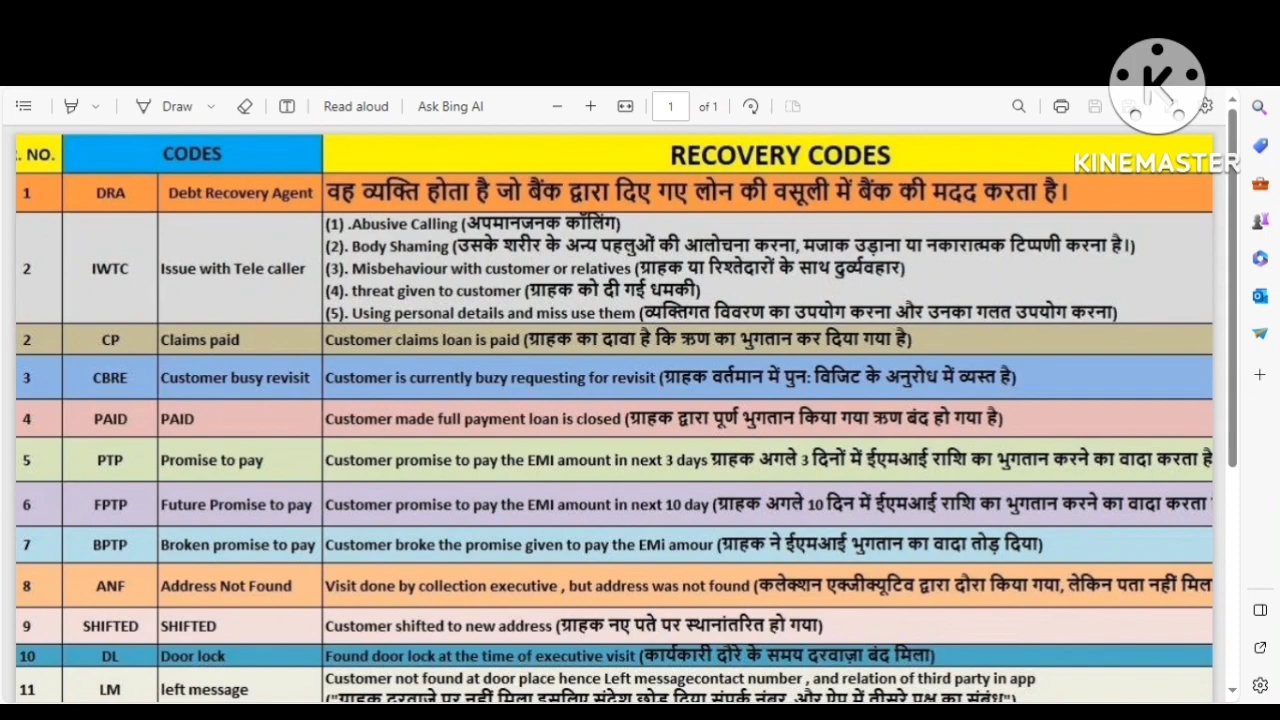 Draw
Read aloud
Ask Bing AI
1 of 1
K
KINEMASTER
. NO. CODES RECOVERY CODES
1 DRA Debt Recovery Agent वह व्यक्ति होता है जो बैंक द्वारा दिए गए लोन की वसूली में बैंक की मदद करता है।
(1) .Abusive Calling (अपमानजनक कॉलिंग)
(2). Body Shaming (उसके शरीर के अन्य पहलुओं की आलोचना करना, मजाक उड़ाना या नकारात्मक टिप्पणी करना है।)
2 IWTC Issue with Tele caller (3). Misbehaviour with customer or relatives (ग्राहक या रिश्तेदारों के साथ दुर्व्यवहार)
(4). threat given to customer (ग्राहक को दी गई धमकी)
(5). Using personal details and miss use them (व्यक्तिगत विवरण का उपयोग करना और उनका गलत उपयोग करना)
2 CP Claims paid Customer claims loan is paid (ग्राहक का दावा है कि ऋण का भुगतान कर दिया गया है)
3 CBRE Customer busy revisit Customer is currently buzy requesting for revisit (ग्राहक वर्तमान में पुन: विजिट के अनुरोध में व्यस्त है)
4 PAID PAID Customer made full payment loan is closed (ग्राहक द्वारा पूर्ण भुगतान किया गया ऋण बंद हो गया है)
5 PTP Promise to pay Customer promise to pay the EMI amount in next 3 days ग्राहक अगले 3 दिनों में ईएमआई राशि का भुगतान करने का वादा करता है
6 FPTP Future Promise to pay Customer promise to pay the EMI amount in next 10 day (ग्राहक अगले 10 दिन में ईएमआई राशि का भुगतान करने का वादा करता
7 BPTP Broken promise to pay Customer broke the promise given to pay the EMi amour (ग्राहक ने ईएमआई भुगतान का वादा तोड़ दिया)
8 ANF Address Not Found Visit done by collection executive , but address was not found (कलेक्शन एक्जीक्यूटिव द्वारा दौरा किया गया, लेकिन पता नहीं मिल
9 SHIFTED SHIFTED Customer shifted to new address (ग्राहक नए पते पर स्थानांतरित हो गया)
10 DL Door lock Found door lock at the time of executive visit (कार्यकारी दौरे के समय दरवाज़ा बंद मिला)
11 LM left message Customer not found at door place hence Left messagecontact number , and relation of third party in app
("ग्राहक दरवाजे पर नहीं मिला इसलिए संदेश छोड़ दिया संपर्क नंबर, और ऐप में तीसरे पक्ष का संबंध")